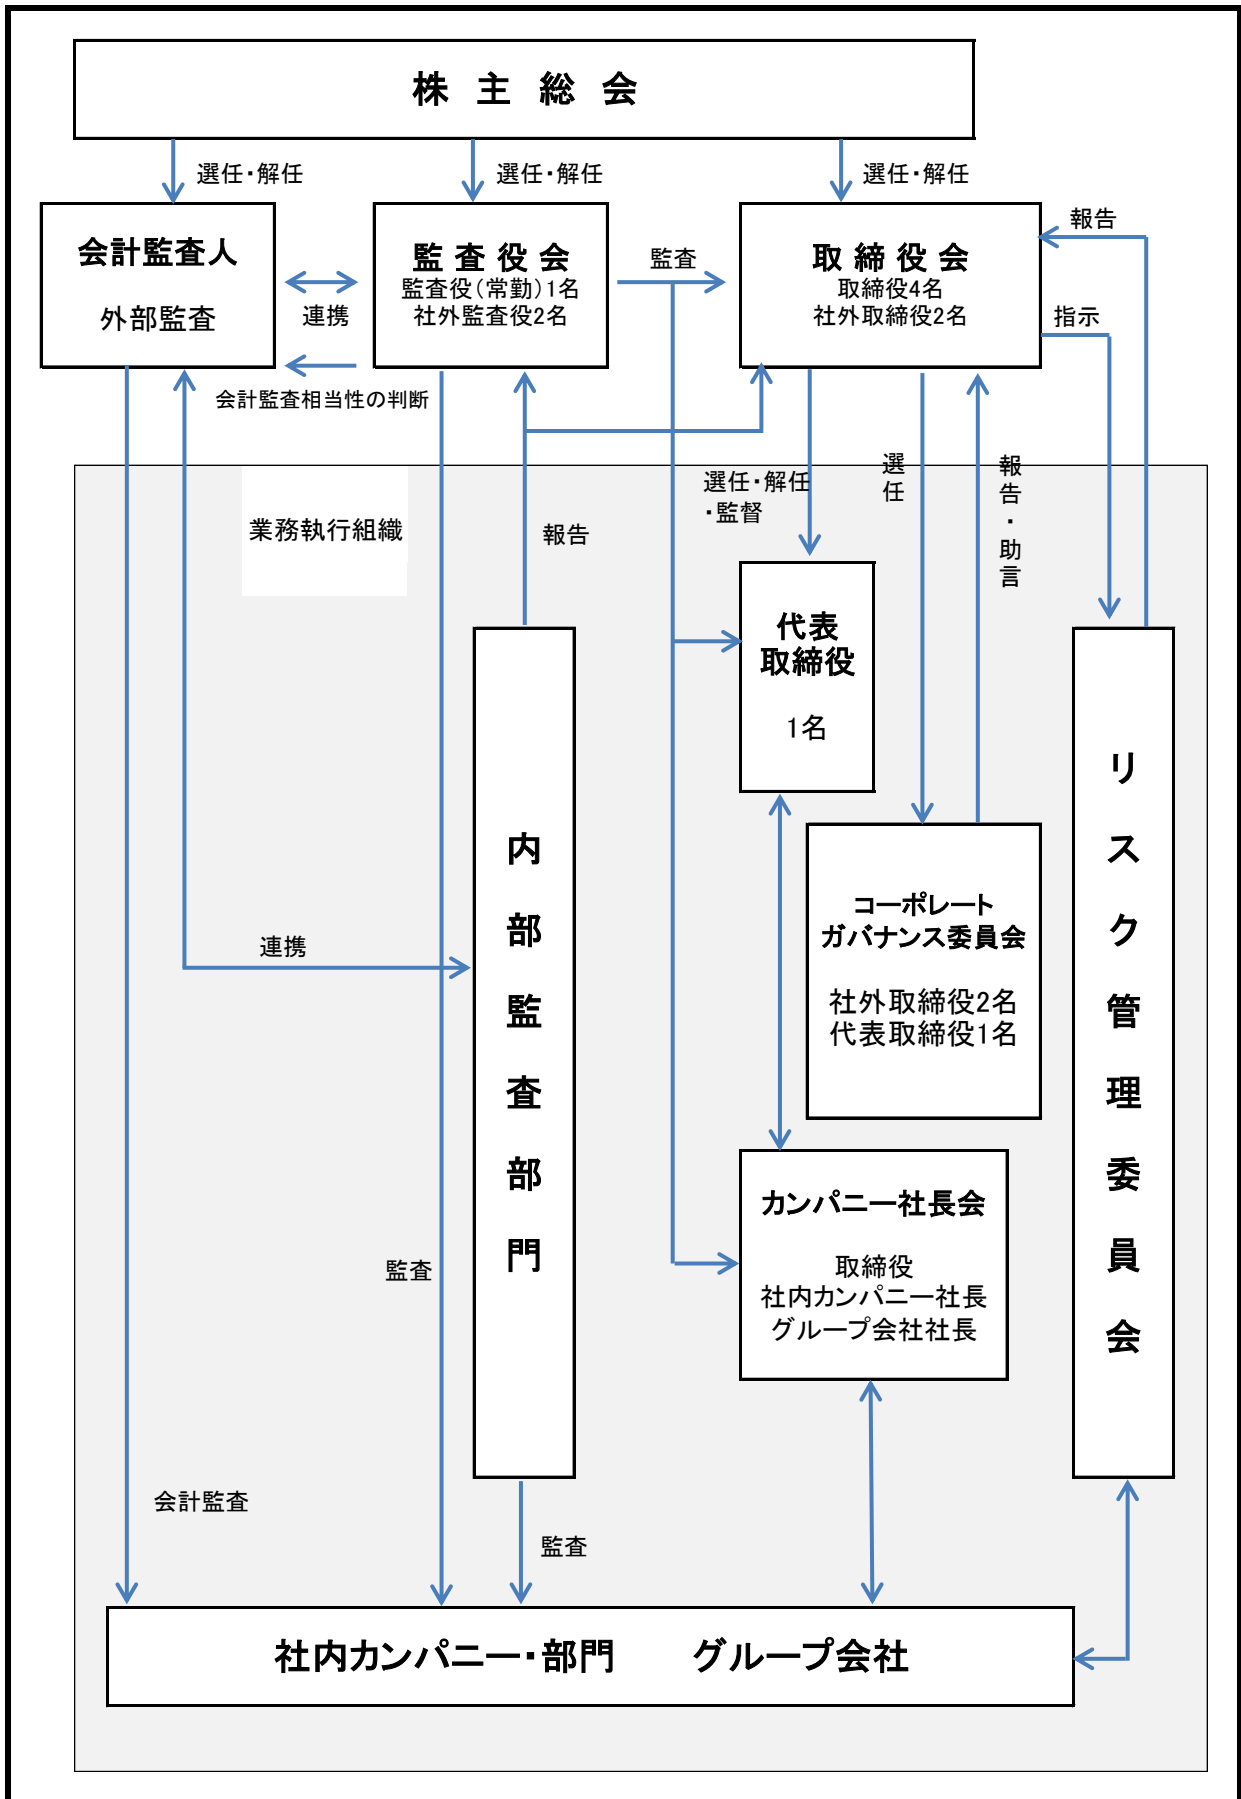 株主総会
選任・解任
選任・解任
選任・解任
会計監査人
外部監査
連携
会計監査相当性の判断
監査役会
監査役（常勤）1名
社外監査役2名
監査
取締役会
取締役4名
社外取締役2名
報告
指示
業務執行組織
報告
選任・解任
・監督
選任
報告・助言
代表
取締役
1名
内部監査部門
連携
コーポレート
ガバナンス委員会
社外取締役2名
代表取締役1名
リスク管理委員会
カンパニー社長会
取締役
社内カンパニー社長
グループ会社社長
監査
会計監査
監査
社内カンパニー・部門　グループ会社